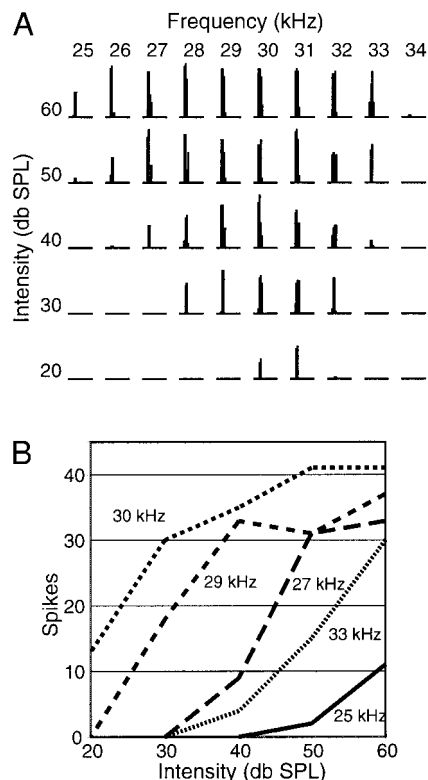 A
Frequency (kHz)
25 26 27 28 29 30 31 32 33 34
Intensity (db SPL)
60
50
40
30
20
B
Spikes
40
30
20
10
0
30 kHz
29 kHz
27 kHz
33 kHz
25 kHz
20 30 40 50 60
Intensity (db SPL)